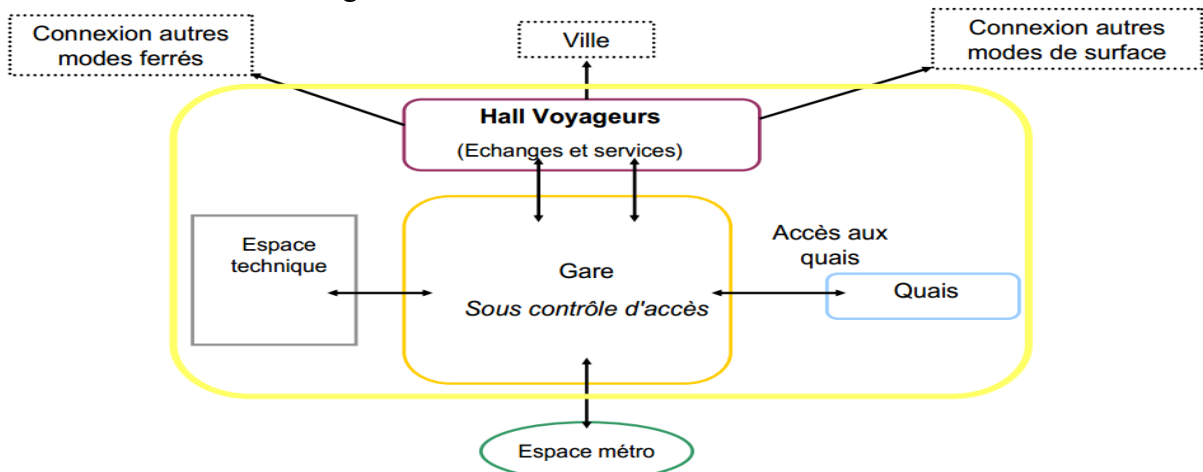 Connexion autres
modes ferrés
Ville
Connexion autres
modes de surface
Hall Voyageurs
(Echanges et services)
Espace
technique
Gare
Sous contrôle d'accès
Accès aux
quais
Quais
Espace métro